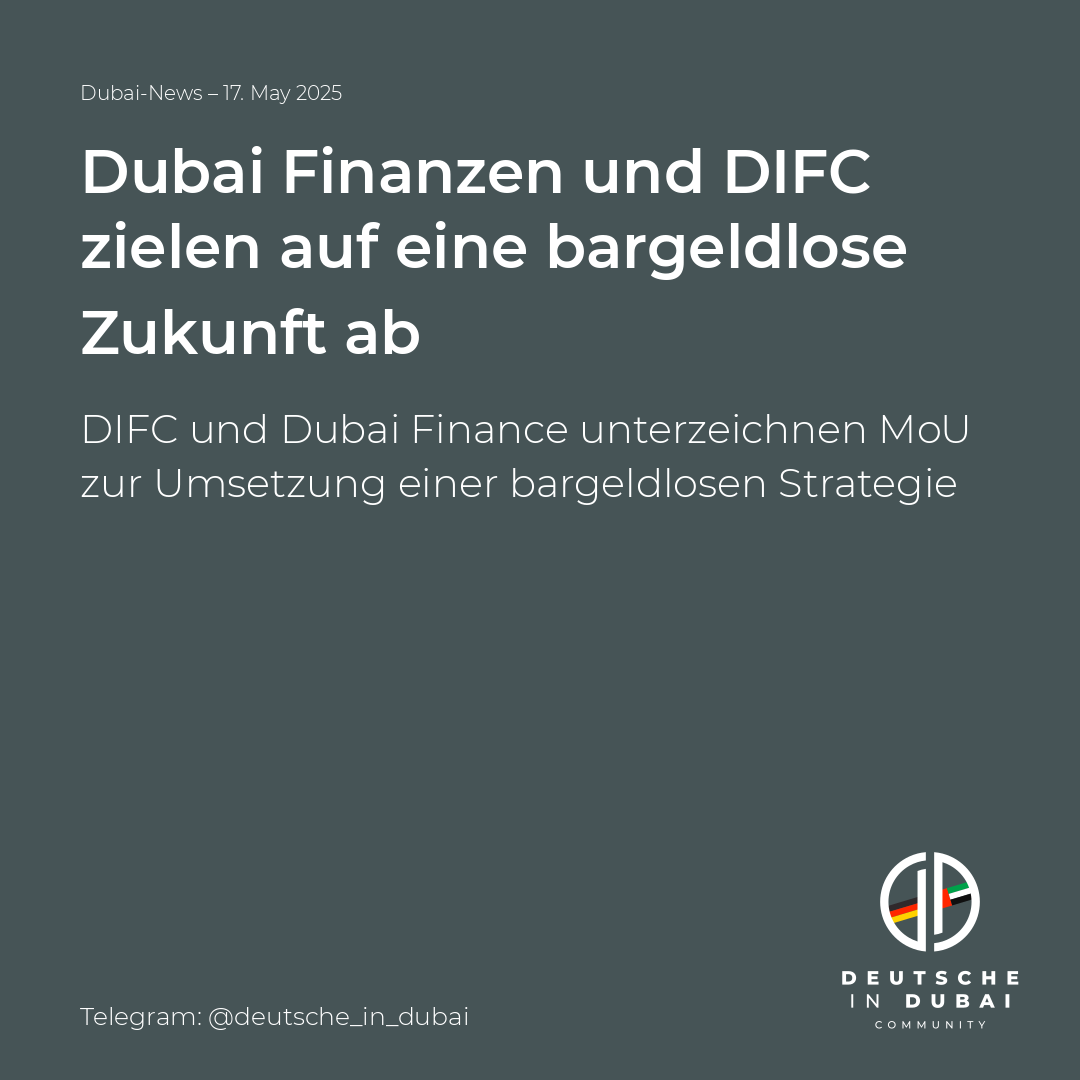 Dubai-News – 17. May 2025
Dubai Finanzen und DIFC
zielen auf eine bargeldlose
Zukunft ab
DIFC und Dubai Finance unterzeichnen MoU
zur Umsetzung einer bargeldlosen Strategie
DEUTSCHE
IN DUBAI
COMMUNITY
Telegram: @deutsche_in_dubai